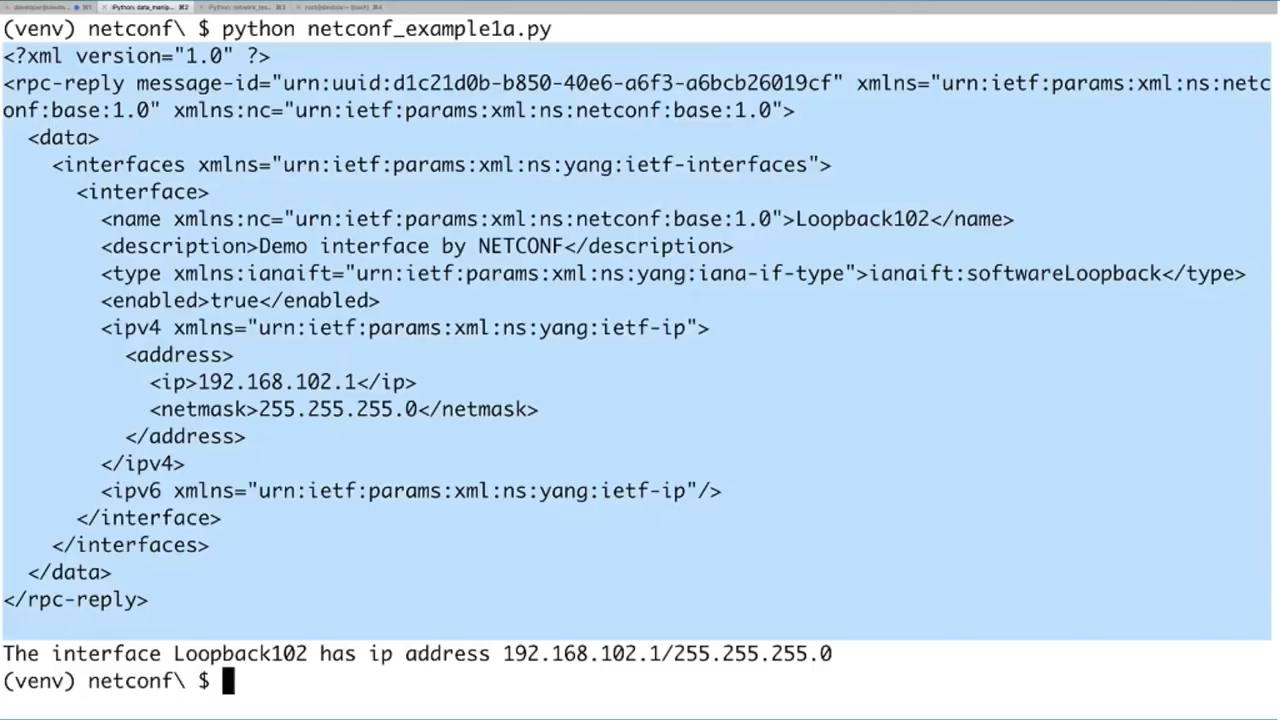 (venv) netconf\ $ python netconf_example1a.py
<?xml version="1.0" ?>
<rpc-reply message-id="urn:uuid:d1c21d0b-b850-40e6-a6f3-a6bcb26019cf" xmlns="urn:ietf:params:xml:ns:netc
onf:base:1.0" xmlns:nc="urn:ietf:params:xml:ns:netconf:base:1.0">
  <data>
    <interfaces xmlns="urn:ietf:params:xml:ns:yang:ietf-interfaces">
      <interface>
        <name xmlns:nc="urn:ietf:params:xml:ns:netconf:base:1.0">Loopback102</name>
        <description>Demo interface by NETCONF</description>
        <type xmlns:ianaift="urn:ietf:params:xml:ns:yang:iana-if-type">ianaift:softwareLoopback</type>
        <enabled>true</enabled>
        <ipv4 xmlns="urn:ietf:params:xml:ns:yang:ietf-ip">
          <address>
            <ip>192.168.102.1</ip>
            <netmask>255.255.255.0</netmask>
          </address>
        </ipv4>
        <ipv6 xmlns="urn:ietf:params:xml:ns:yang:ietf-ip"/>
      </interface>
    </interfaces>
  </data>
</rpc-reply>
The interface Loopback102 has ip address 192.168.102.1/255.255.255.0
(venv) netconf\ $